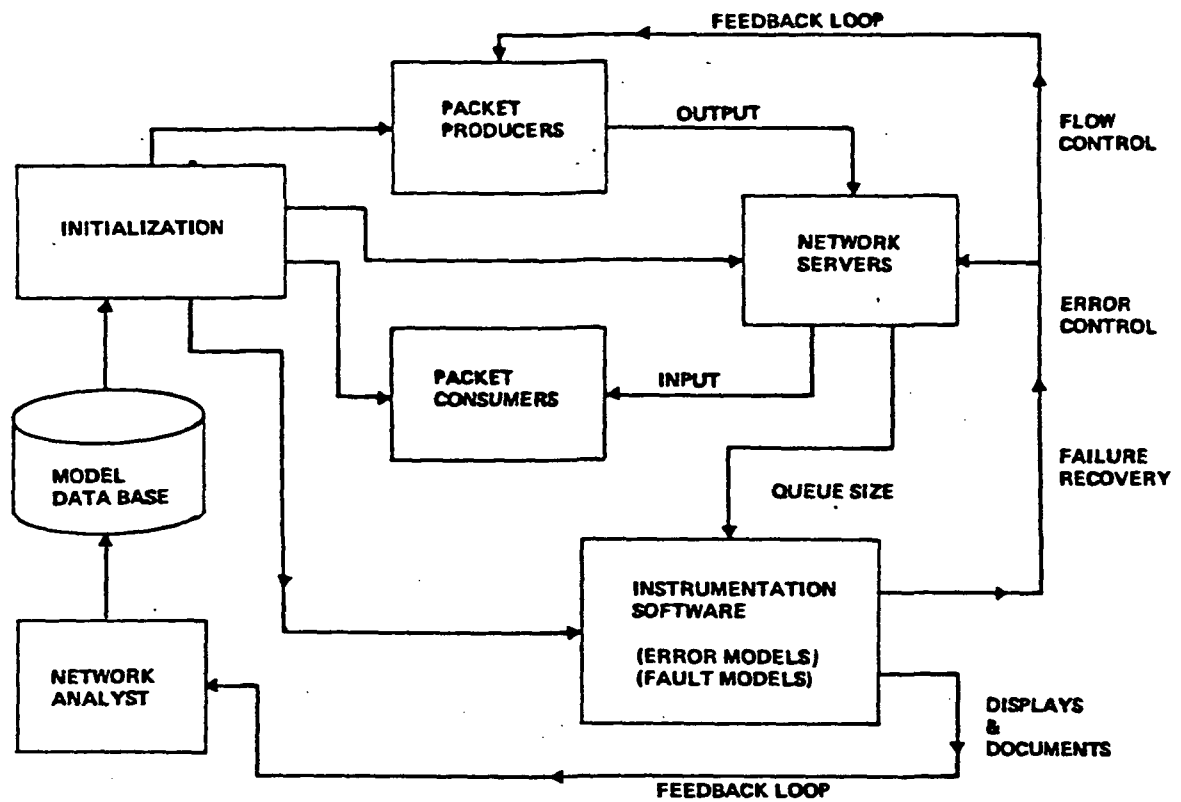 FEEDBACK LOOP
PACKET
PRODUCERS
OUTPUT
FLOW
CONTROL
INITIALIZATION
NETWORK
SERVERS
ERROR
CONTROL
PACKET
CONSUMERS
INPUT
MODEL
DATA BASE
QUEUE SIZE
FAILURE
RECOVERY
INSTRUMENTATION
SOFTWARE
(ERROR MODELS)
(FAULT MODELS)
NETWORK
ANALYST
DISPLAYS
&
DOCUMENTS
FEEDBACK LOOP